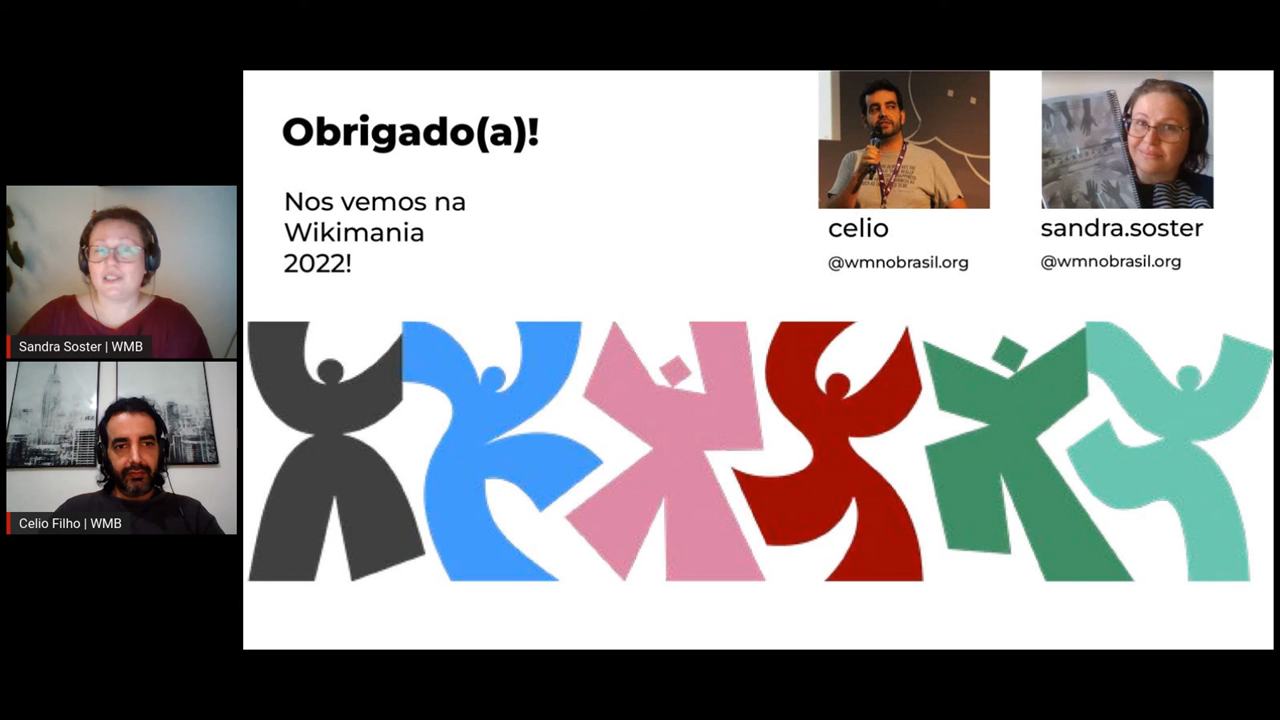 Obrigado(a)!
Nos vemos na
Wikimania
2022!
celio
@wmnobrasil.org
sandra.soster
@wmnobrasil.org
Sandra Soster | WMB
Celio Filho | WMB